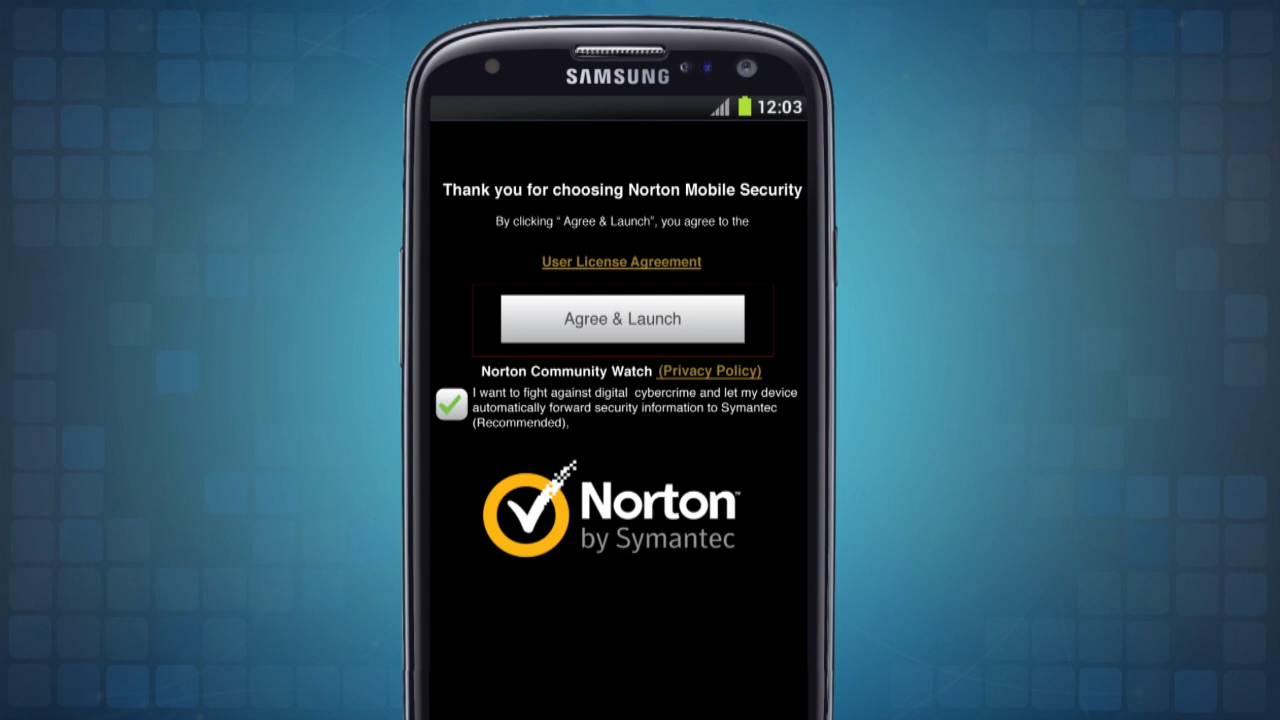 SAMSUNG
12:03
Thank you for choosing Norton Mobile Security
By clicking “ Agree & Launch”, you agree to the
User License Agreement
Agree & Launch
Norton Community Watch (Privacy Policy)
I want to fight against digital cybercrime and let my device
automatically forward security information to Symantec
(Recommended),
Norton™
by Symantec